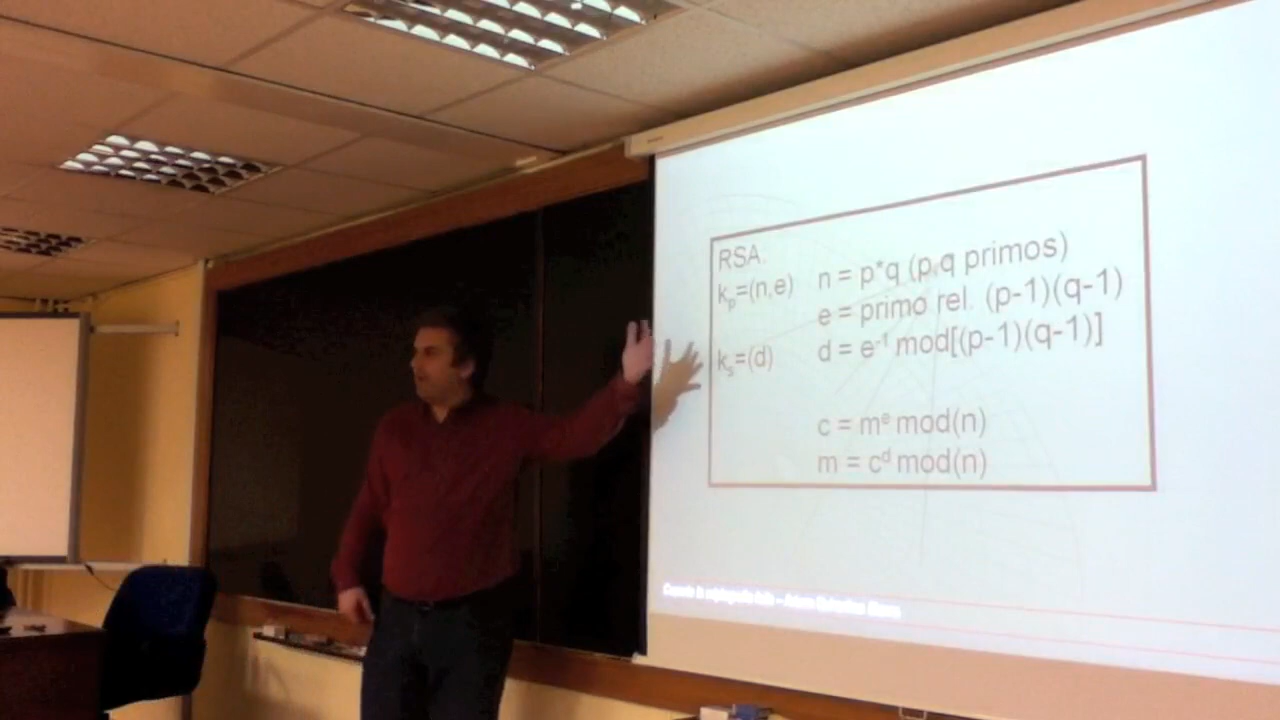 RSA:
kₚ=(n,e) n = p*q (p,q primos)
e = primo rel. (p-1)(q-1)
kₛ=(d) d = e⁻¹ mod[(p-1)(q-1)]
c = mᵉ mod(n)
m = cᵈ mod(n)